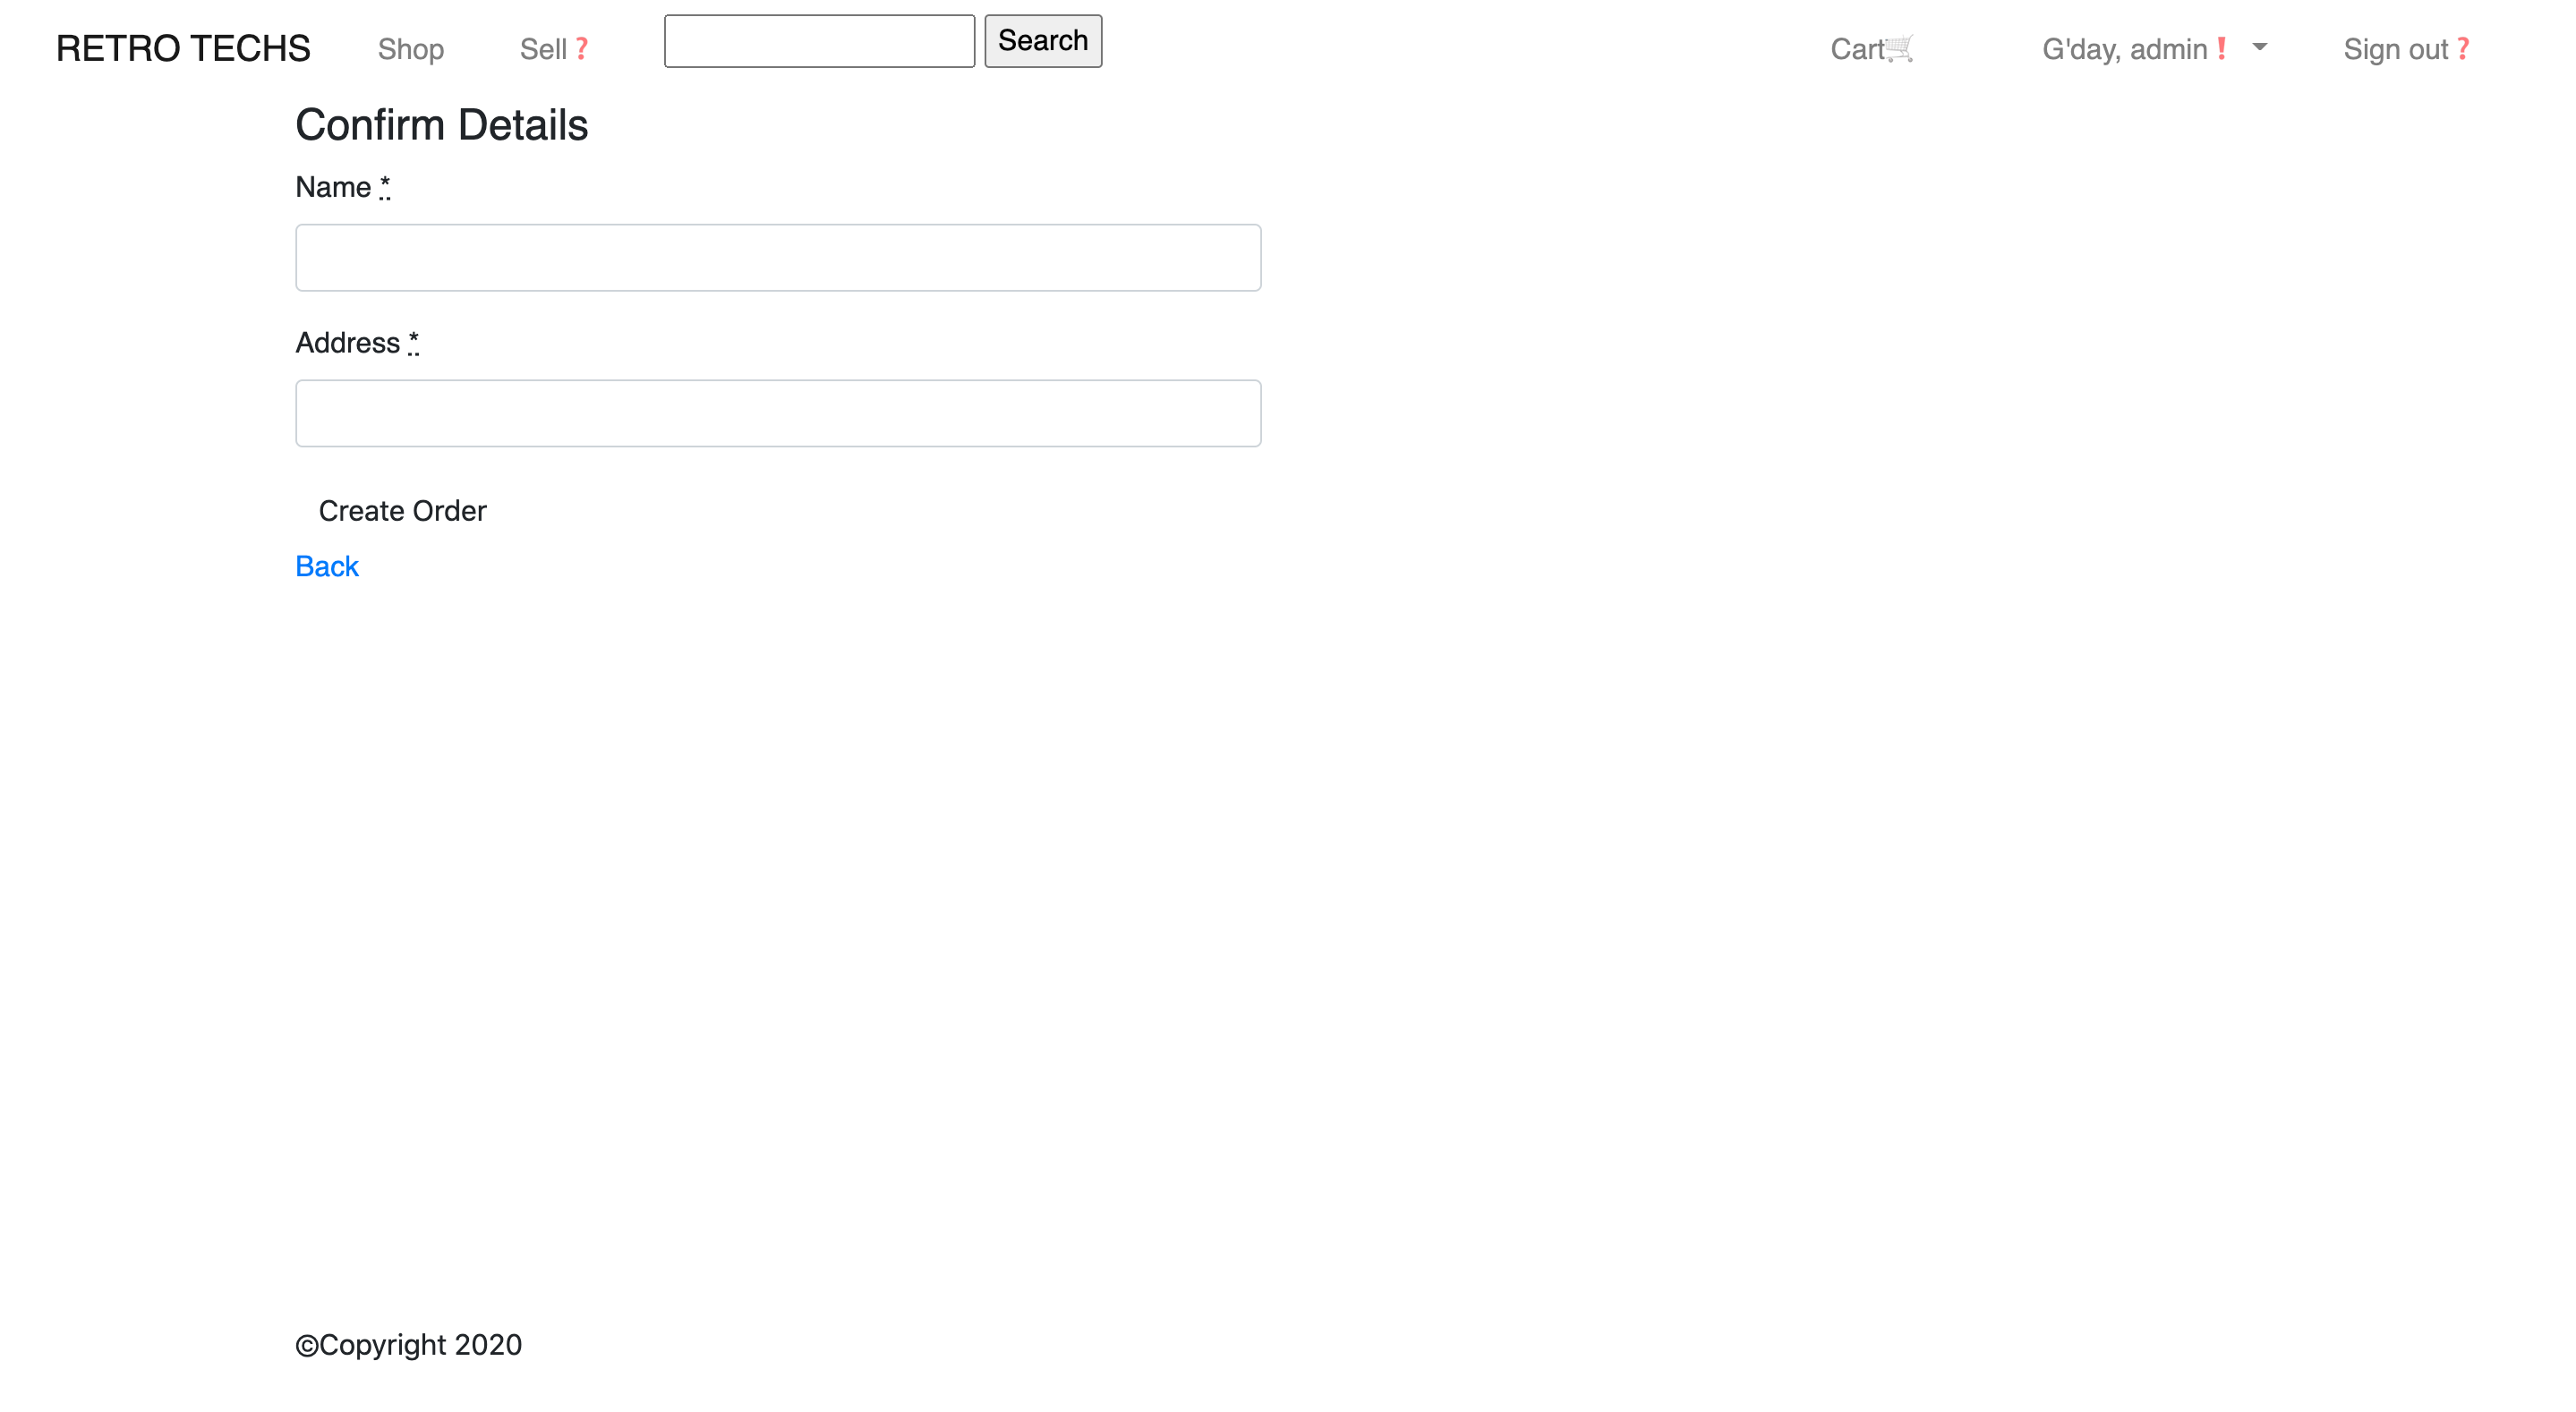 RETRO TECHS Shop Sell❓ Search Cart🛒 G'day, admin❗ Sign out❓
Confirm Details
Name *
Address *
Create Order
Back
©Copyright 2020